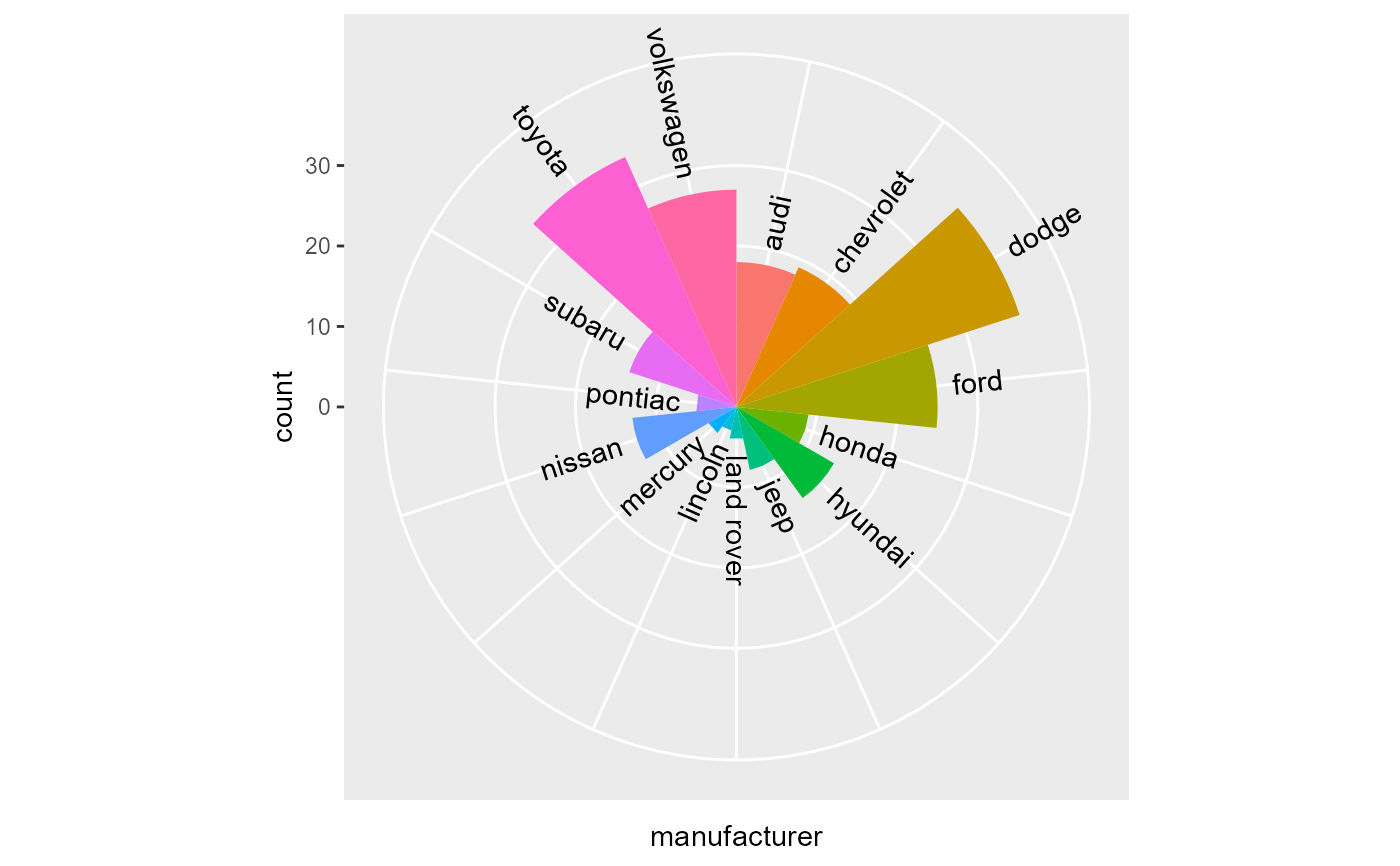 volkswagen
toyota
audi
chevrolet
dodge
30
20
subaru
10
ford
pontiac
count
0
honda
nissan
mercury
lincoln
land rover
jeep
hyundai
manufacturer